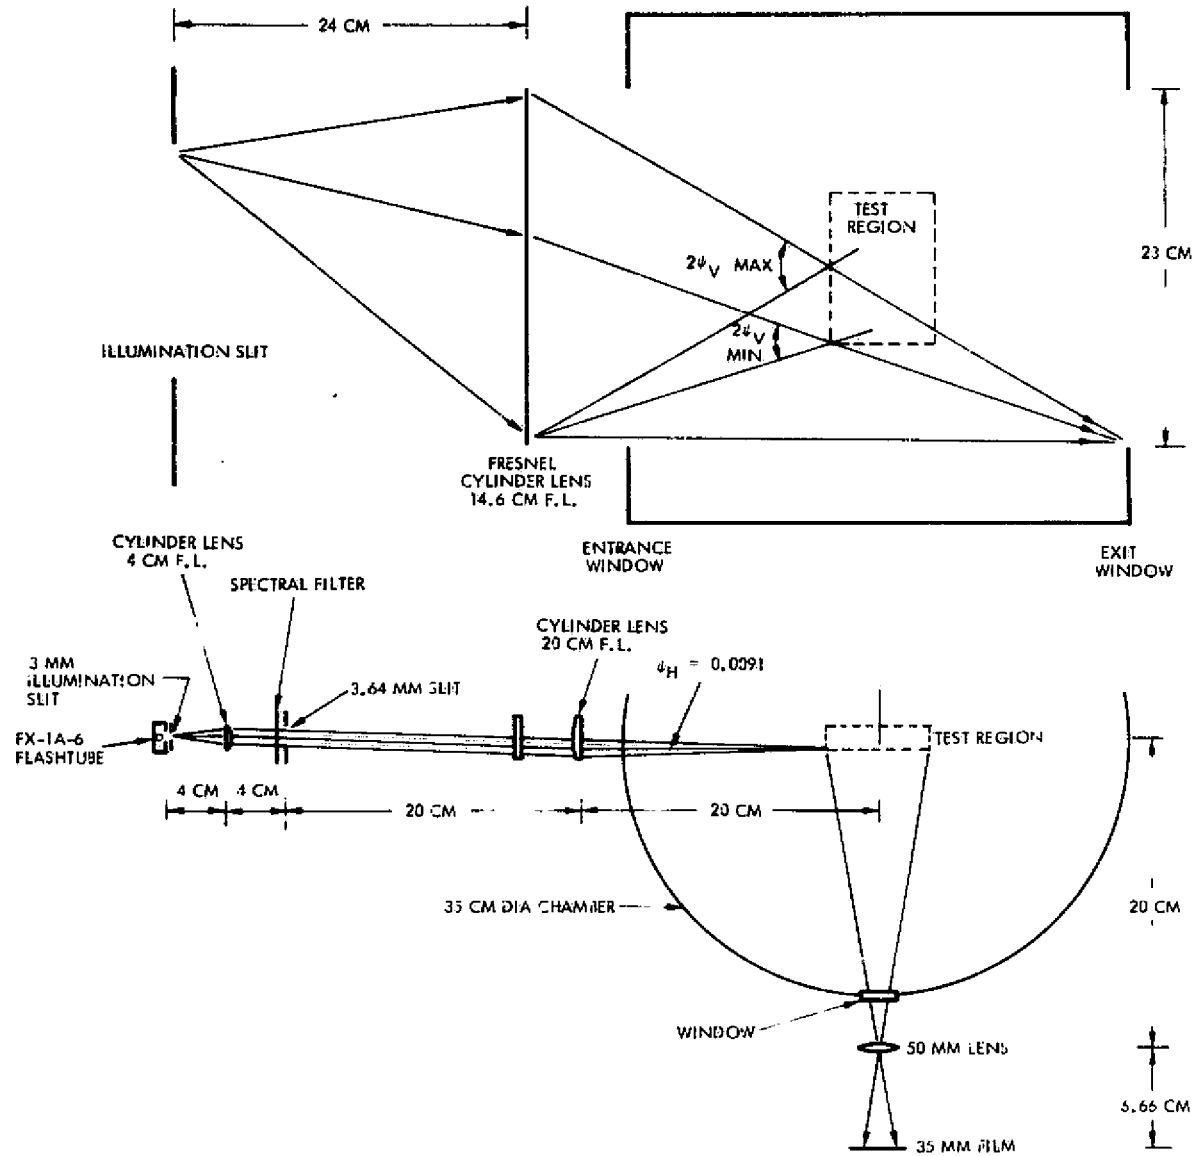 24 CM
TEST
REGION
2ψV MAX
23 CM
2ψV
MIN
ILLUMINATION SLIT
FRESNEL
CYLINDER LENS
14.6 CM F.L.
CYLINDER LENS
4 CM F.L.
ENTRANCE
WINDOW
EXIT
WINDOW
SPECTRAL FILTER
CYLINDER LENS
20 CM F.L.
3 MM
ILLUMINATION
SLIT
ψH = 0.0091
3.64 MM SLIT
FX-1A-6
FLASHTUBE
TEST REGION
4 CM
4 CM
20 CM
20 CM
35 CM DIA CHAMBER
20 CM
WINDOW
50 MM LENS
6.66 CM
35 MM FILM